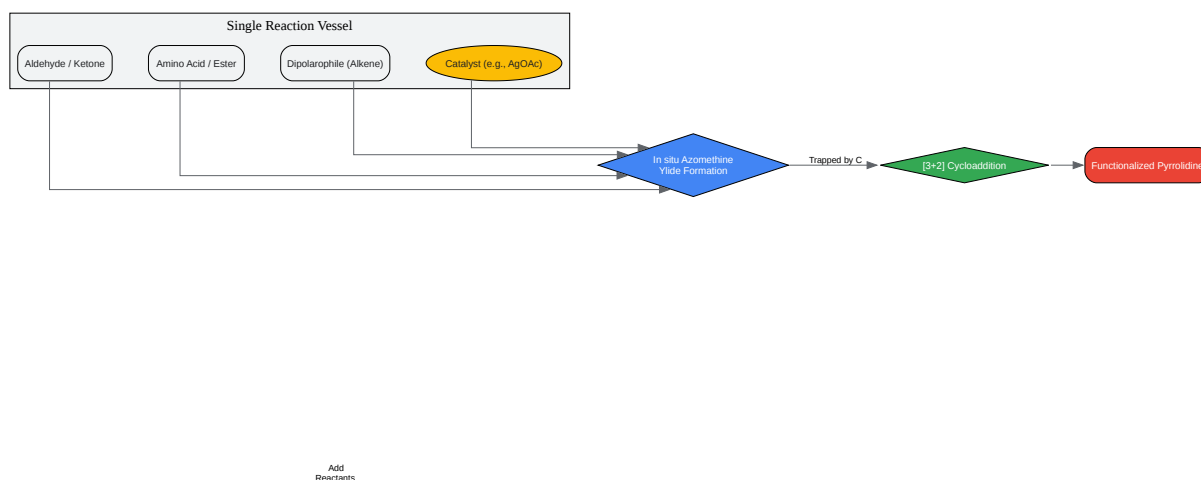 Single Reaction Vessel
Aldehyde / Ketone
Amino Acid / Ester
Dipolarophile (Alkene)
Catalyst (e.g., AgOAc)
In situ Azomethine
Ylide Formation
Trapped by C
[3+2] Cycloaddition
Functionalized Pyrrolidine
Add
Reactants